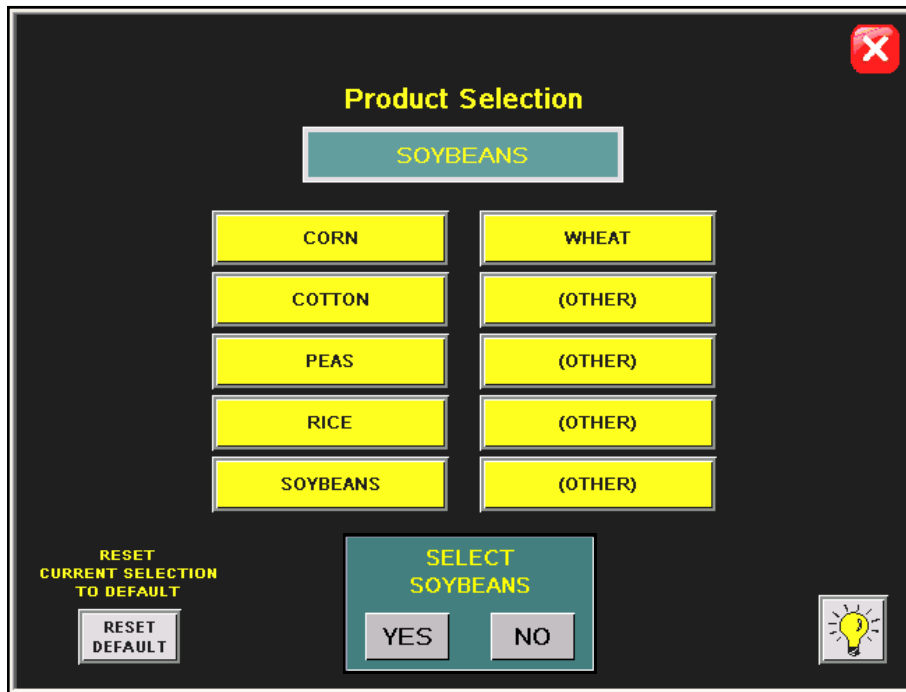 Product Selection
SOYBEANS
CORN
WHEAT
COTTON
(OTHER)
PEAS
(OTHER)
RICE
(OTHER)
SOYBEANS
(OTHER)
RESET
CURRENT SELECTION
TO DEFAULT
RESET
DEFAULT
SELECT
SOYBEANS
YES
NO